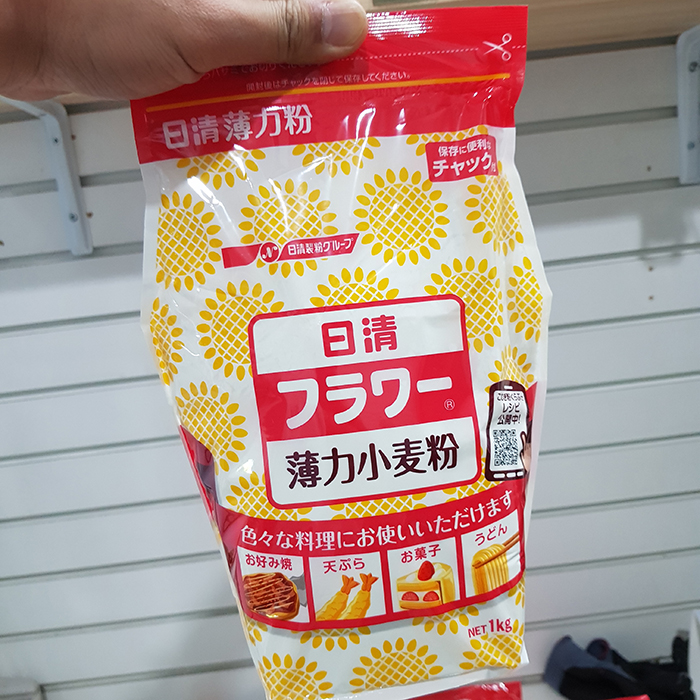 開封後はチャックを閉じて保存してください。
日清薄力粉
保存に便利な
チャック付
日清製粉グループ
日清
フラワー®
薄力小麦粉
レシピ
公開中!
色々な料理にお使いいただけます
お好み焼
天ぷら
お菓子
うどん
NET 1kg